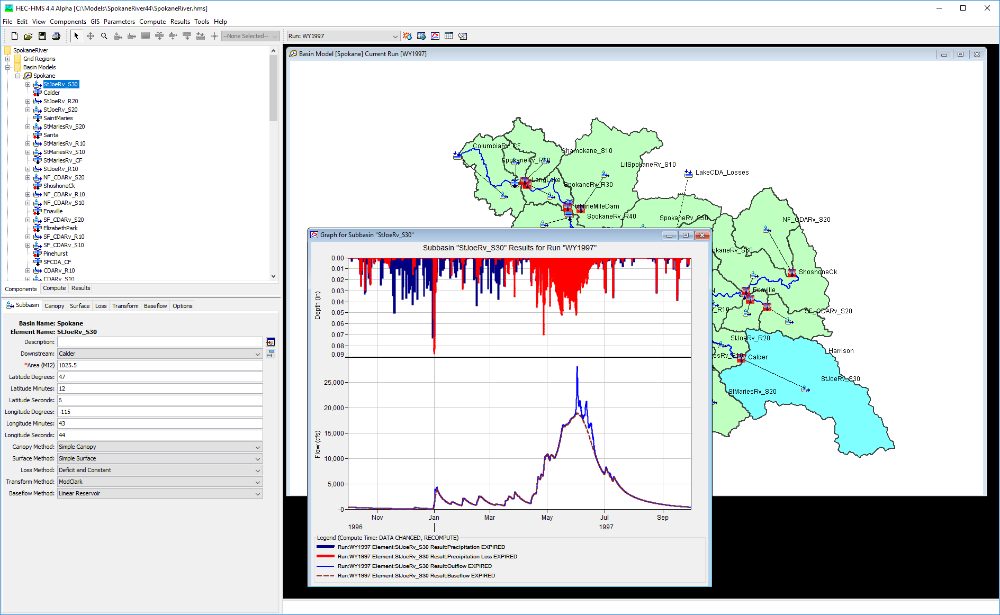 HEC-HMS 4.4 Alpha [C:\Models\SpokaneRiver44\SpokaneRiver.hms]
File Edit View Components GIS Parameters Compute Results Tools Help
--None Selected--
Run: WY1997
SpokaneRiver
Grid Regions
Basin Models
Spokane
StJoeRv_S30
Calder
StJoeRv_R20
StJoeRv_S20
SaintMaries
StMariesRv_S20
Santa
StMariesRv_R10
StMariesRv_S10
StMariesRv_CF
StJoeRv_R10
NF_CDARv_S20
ShoshoneCk
NF_CDARv_R10
NF_CDARv_S10
Enaville
SF_CDARv_S20
ElizabethPark
SF_CDARv_R10
SF_CDARv_S10
Pinehurst
SFCDA_CF
CDARv_R10
CDARv_S10
Components Compute Results
Subbasin Canopy Surface Loss Transform Baseflow Options
Basin Name: Spokane
Element Name: StJoeRv_S30
Description:
Downstream: Calder
*Area (MI2) 1025.5
Latitude Degrees: 47
Latitude Minutes: 12
Latitude Seconds: 6
Longitude Degrees: -115
Longitude Minutes: 43
Longitude Seconds: 44
Canopy Method: Simple Canopy
Surface Method: Simple Surface
Loss Method: Deficit and Constant
Transform Method: ModClark
Baseflow Method: Linear Reservoir
Basin Model [Spokane] Current Run [WY1997]
ColumbiaRv_CF
Chamokane_S10
SpokaneRv_R10
LitSpokaneRv_S10
LakeCDA_Losses
LongLake
SpokaneRv_R30
NineMileDam
SpokaneRv_R40
SpokaneRv_S50
NF_CDARv_S20
okaneRv_S60
ShoshoneCk
Enaville
_R10
SF_CDARv_S20
StJoeRv_R20
Harrison
esRv_S10
Calder
StJoeRv_S30
StMariesRv_S20
Graph for Subbasin "StJoeRv_S30"
Subbasin "StJoeRv_S30" Results for Run "WY1997"
Depth (in)
0.00
0.01
0.02
0.03
0.04
0.05
0.06
0.07
0.08
0.09
Flow (cfs)
25,000
20,000
15,000
10,000
5,000
-0
Nov Jan Mar May Jul Sep
1996 1997
Legend (Compute Time: DATA CHANGED, RECOMPUTE)
Run:WY1997 Element:StJoeRv_S30 Result:Precipitation EXPIRED
Run:WY1997 Element:StJoeRv_S30 Result:Precipitation Loss EXPIRED
Run:WY1997 Element:StJoeRv_S30 Result:Outflow EXPIRED
Run:WY1997 Element:StJoeRv_S30 Result:Baseflow EXPIRED